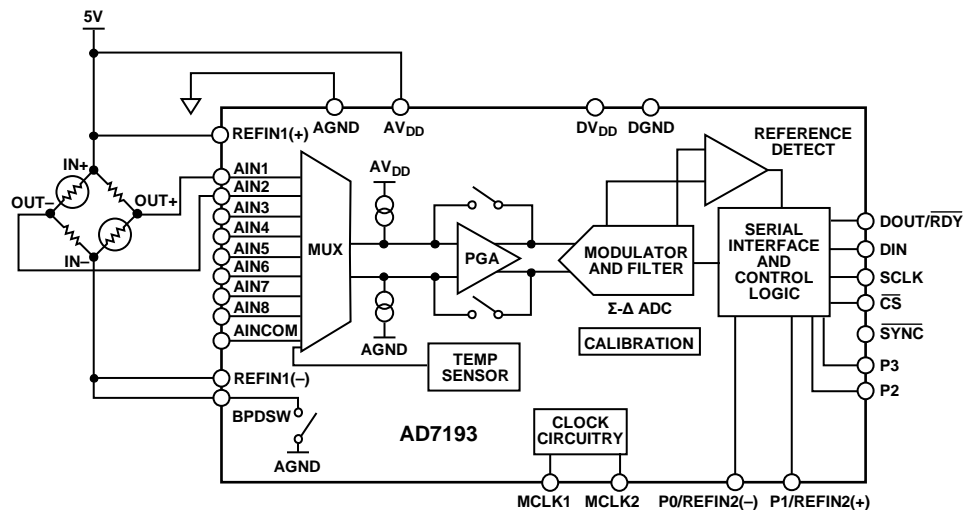 5V
AGND
AVDD
DVDD
DGND
REFIN1(+)
REFERENCE
DETECT
IN+
OUT–
OUT+
IN–
AIN1
AIN2
AIN3
AIN4
AIN5
AIN6
AIN7
AIN8
AINCOM
MUX
AVDD
AGND
PGA
MODULATOR
AND FILTER
Σ-Δ ADC
CALIBRATION
SERIAL
INTERFACE
AND
CONTROL
LOGIC
DOUT/RDY
DIN
SCLK
CS
SYNC
P3
P2
TEMP
SENSOR
REFIN1(–)
BPDSW
AGND
AD7193
CLOCK
CIRCUITRY
MCLK1
MCLK2
P0/REFIN2(–)
P1/REFIN2(+)